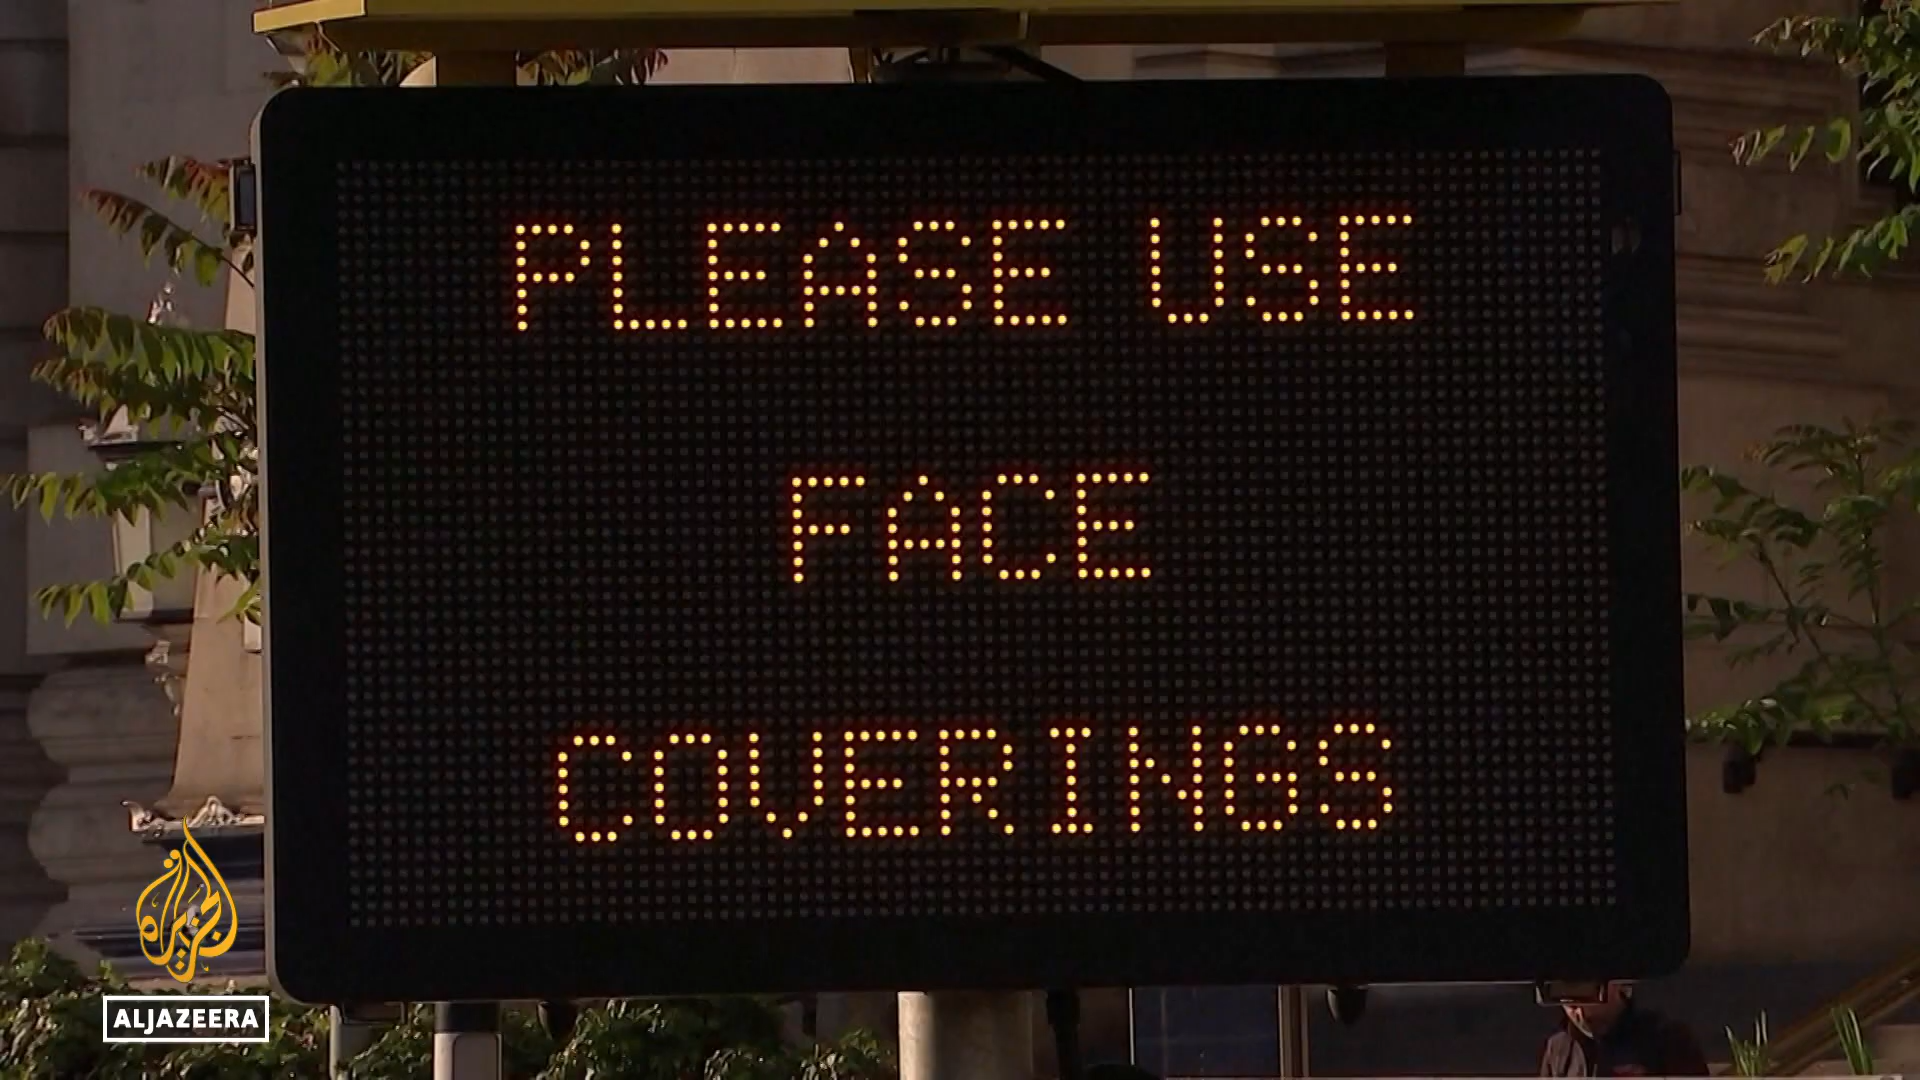 PLEASE USE
FACE
COVERINGS
الجزيرة
ALJAZEERA